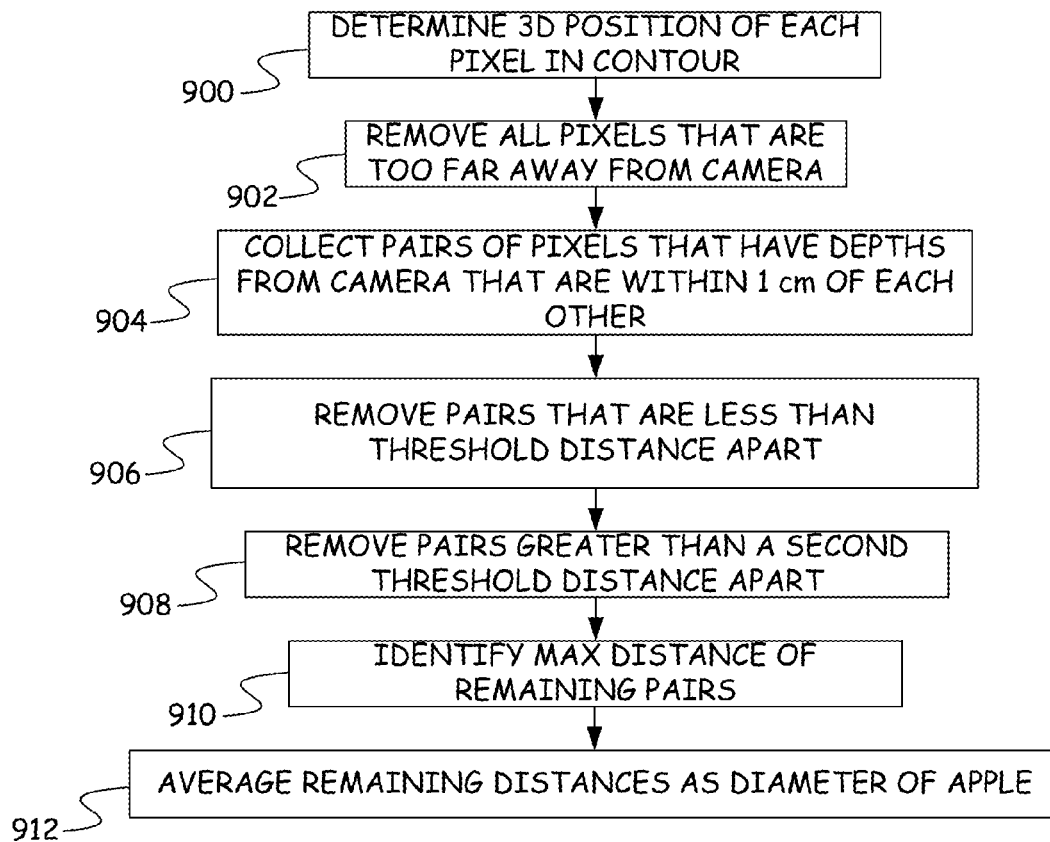 DETERMINE 3D POSITION OF EACH
PIXEL IN CONTOUR
900
REMOVE ALL PIXELS THAT ARE
TOO FAR AWAY FROM CAMERA
902
COLLECT PAIRS OF PIXELS THAT HAVE DEPTHS
FROM CAMERA THAT ARE WITHIN 1 cm OF EACH
OTHER
904
REMOVE PAIRS THAT ARE LESS THAN
THRESHOLD DISTANCE APART
906
REMOVE PAIRS GREATER THAN A SECOND
THRESHOLD DISTANCE APART
908
IDENTIFY MAX DISTANCE OF
REMAINING PAIRS
910
AVERAGE REMAINING DISTANCES AS DIAMETER OF APPLE
912